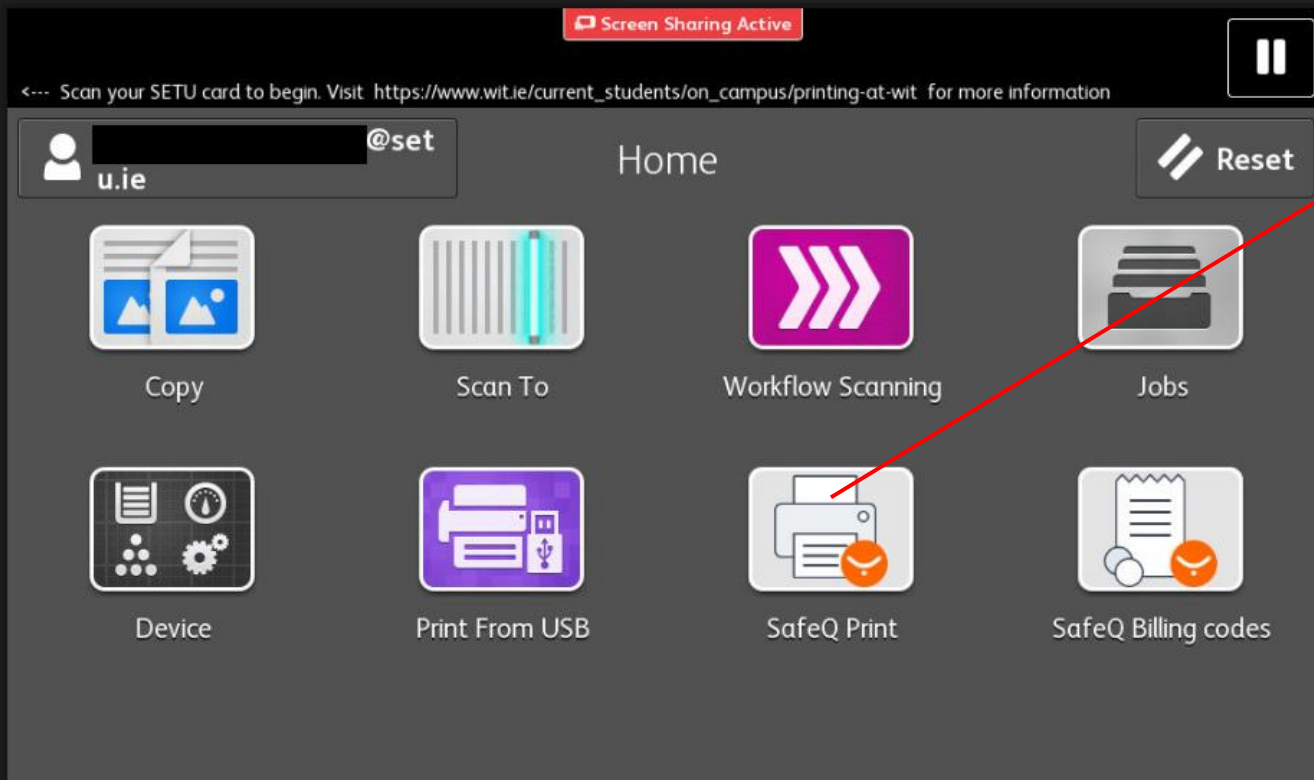 Screen Sharing Active
<--- Scan your SETU card to begin. Visit https://www.wit.ie/current_students/on_campus/printing-at-wit for more information
@set
u.ie
Home
Reset
Copy
Scan To
Workflow Scanning
Jobs
Device
Print From USB
SafeQ Print
SafeQ Billing codes